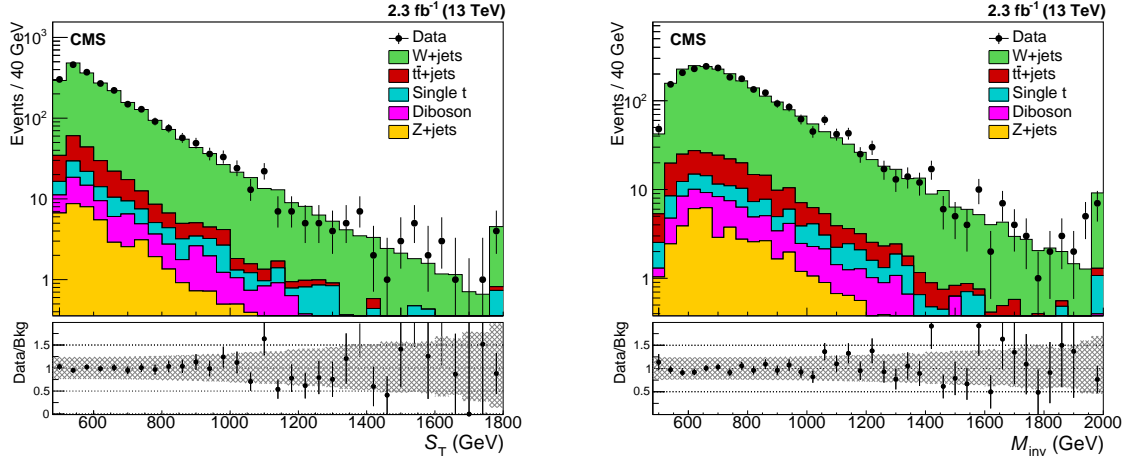 2.3 fb⁻¹ (13 TeV)
CMS
Data
W+jets
tt̄+jets
Single t
Diboson
Z+jets
Events / 40 GeV
10³
10²
10
1
Data/Bkg
1.5
1
0.5
0
600 800 1000 1200 1400 1600 1800
S_T (GeV)
2.3 fb⁻¹ (13 TeV)
CMS
Data
W+jets
tt̄+jets
Single t
Diboson
Z+jets
Events / 40 GeV
10²
10
1
Data/Bkg
1.5
1
0.5
600 800 1000 1200 1400 1600 1800 2000
M_inv (GeV)